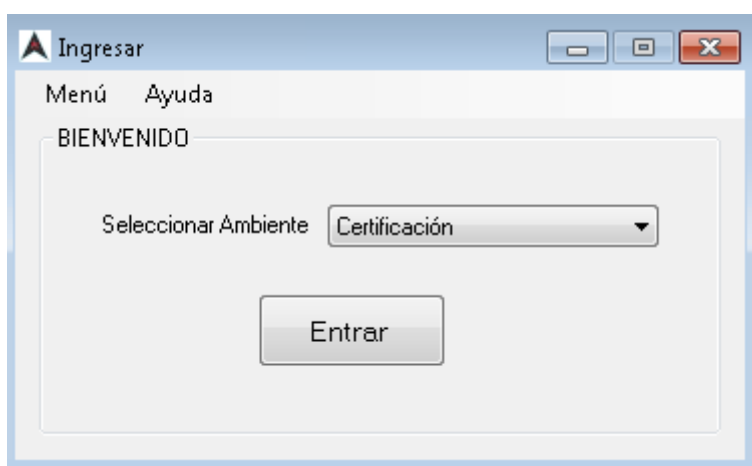 Ingresar
Menú Ayuda
BIENVENIDO
Seleccionar Ambiente Certificación
Entrar